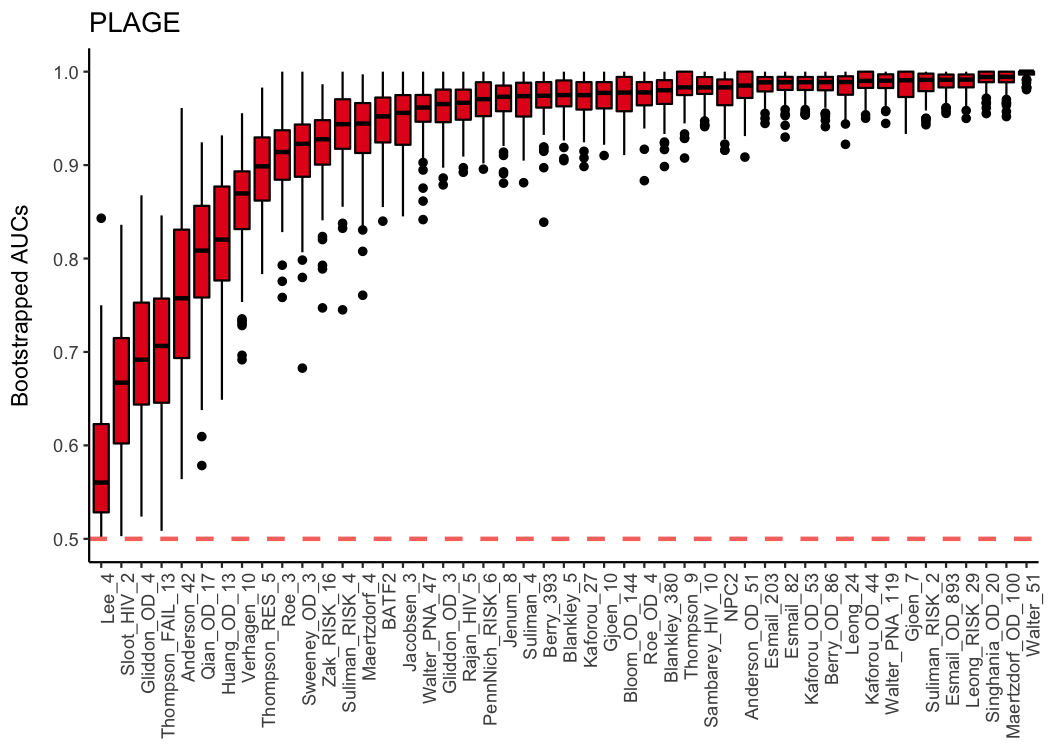 PLAGE
Bootstrapped AUCs
1.0
0.9
0.8
0.7
0.6
0.5
Lee_4
Sloot_HIV_2
Gliddon_OD_4
Thompson_FAIL_13
Anderson_42
Qian_OD_17
Huang_OD_13
Verhagen_10
Thompson_RES_5
Roe_3
Sweeney_OD_3
Zak_RISK_16
Suliman_RISK_4
Maertzdorf_4
BATF2
Jacobsen_3
Walter_PNA_47
Gliddon_OD_3
Rajan_HIV_5
PennNich_RISK_6
Jenum_8
Suliman_4
Berry_393
Blankley_5
Kaforou_27
Gjoen_10
Bloom_OD_144
Roe_OD_4
Blankley_380
Thompson_9
Sambarey_HIV_10
NPC2
Anderson_OD_51
Esmail_203
Esmail_82
Kaforou_OD_53
Berry_OD_86
Leong_24
Kaforou_OD_44
Walter_PNA_119
Gjoen_7
Suliman_RISK_2
Esmail_OD_893
Leong_RISK_29
Singhania_OD_20
Maertzdorf_OD_100
Walter_51